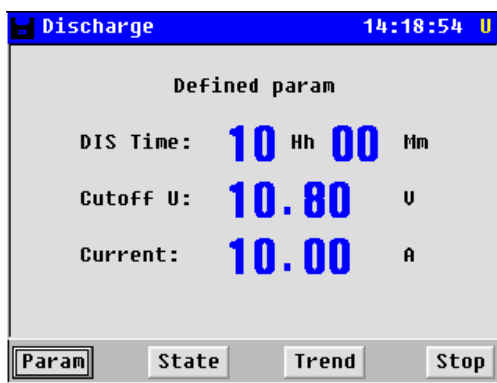 Discharge 14:18:54 U
Defined param
DIS Time: 10 Hh 00 Mm
Cutoff U: 10.80 V
Current: 10.00 A
Param State Trend Stop